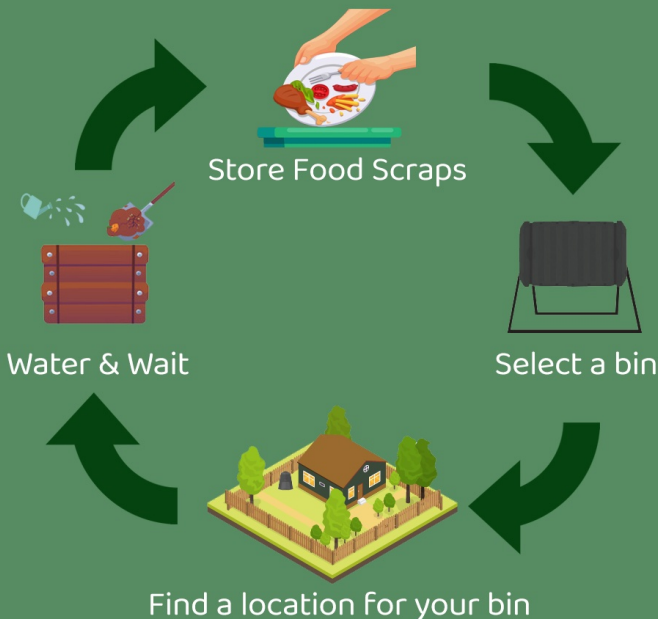 Store Food Scraps
Select a bin
Find a location for your bin
Water & Wait